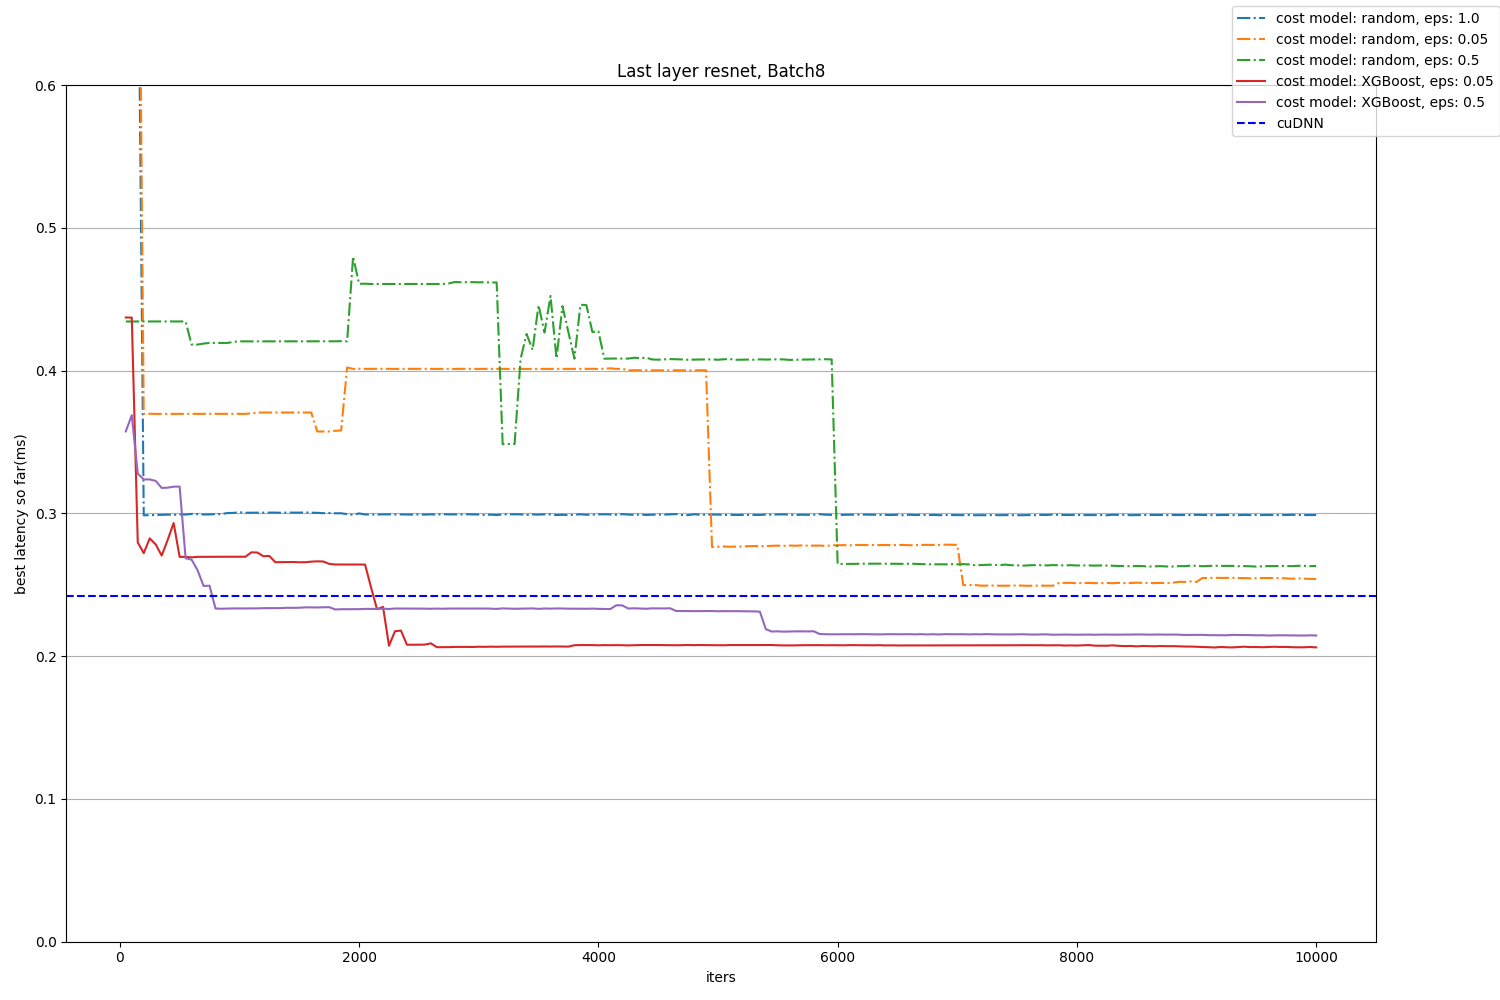 cost model: random, eps: 1.0
cost model: random, eps: 0.05
cost model: random, eps: 0.5
cost model: XGBoost, eps: 0.05
cost model: XGBoost, eps: 0.5
cuDNN
Last layer resnet, Batch8
best latency so far(ms)
0.6
0.5
0.4
0.3
0.2
0.1
0.0
0 2000 4000 6000 8000 10000
iters